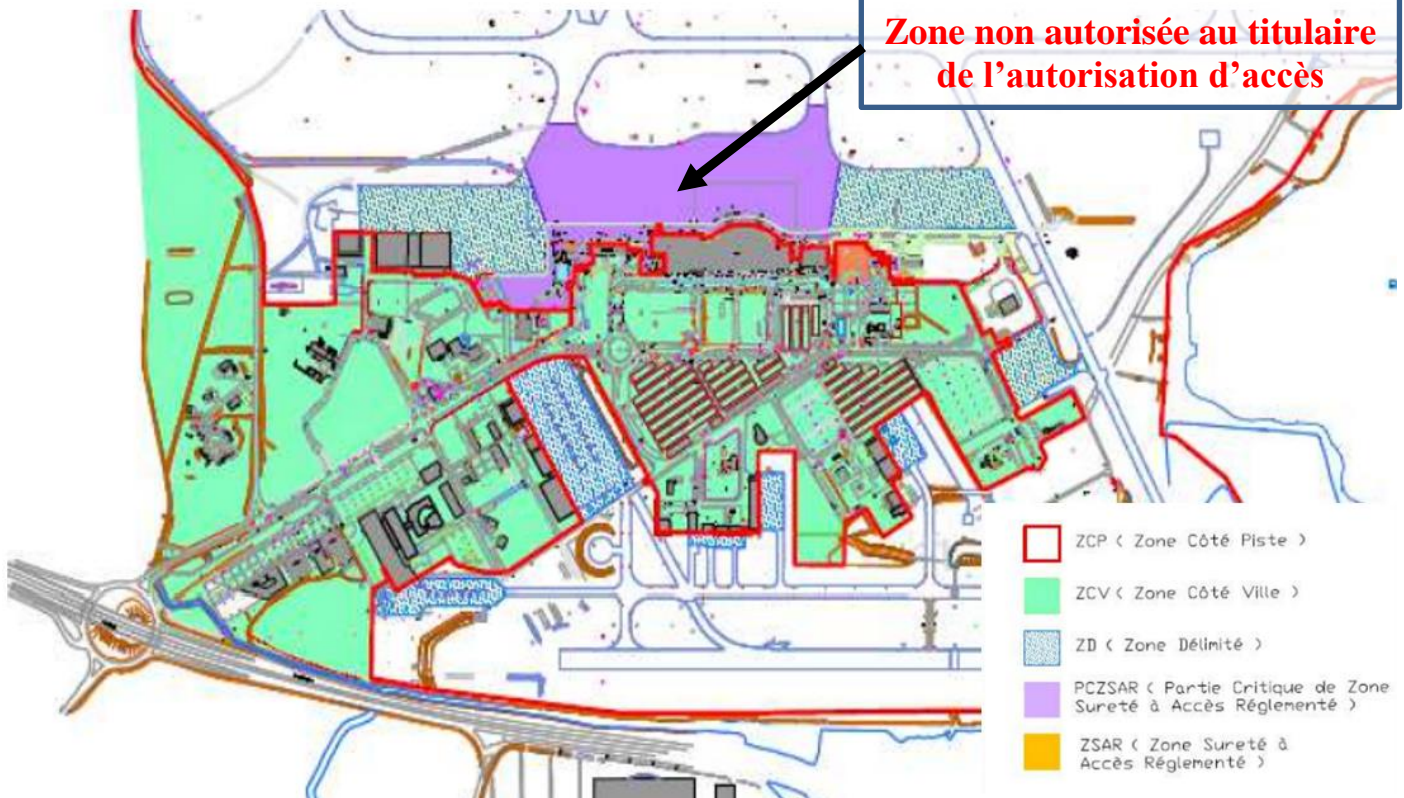 Zone non autorisée au titulaire
de l’autorisation d’accès
ZCP ( Zone Côté Piste )
ZCV ( Zone Côté Ville )
ZD ( Zone Délimité )
PCZSAR ( Partie Critique de Zone
Sureté à Accès Réglementé )
ZSAR ( Zone Sureté à
Accès Réglementé )